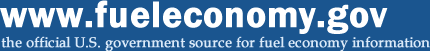 www.fueleconomy.gov
the official U.S. government source for fuel economy information